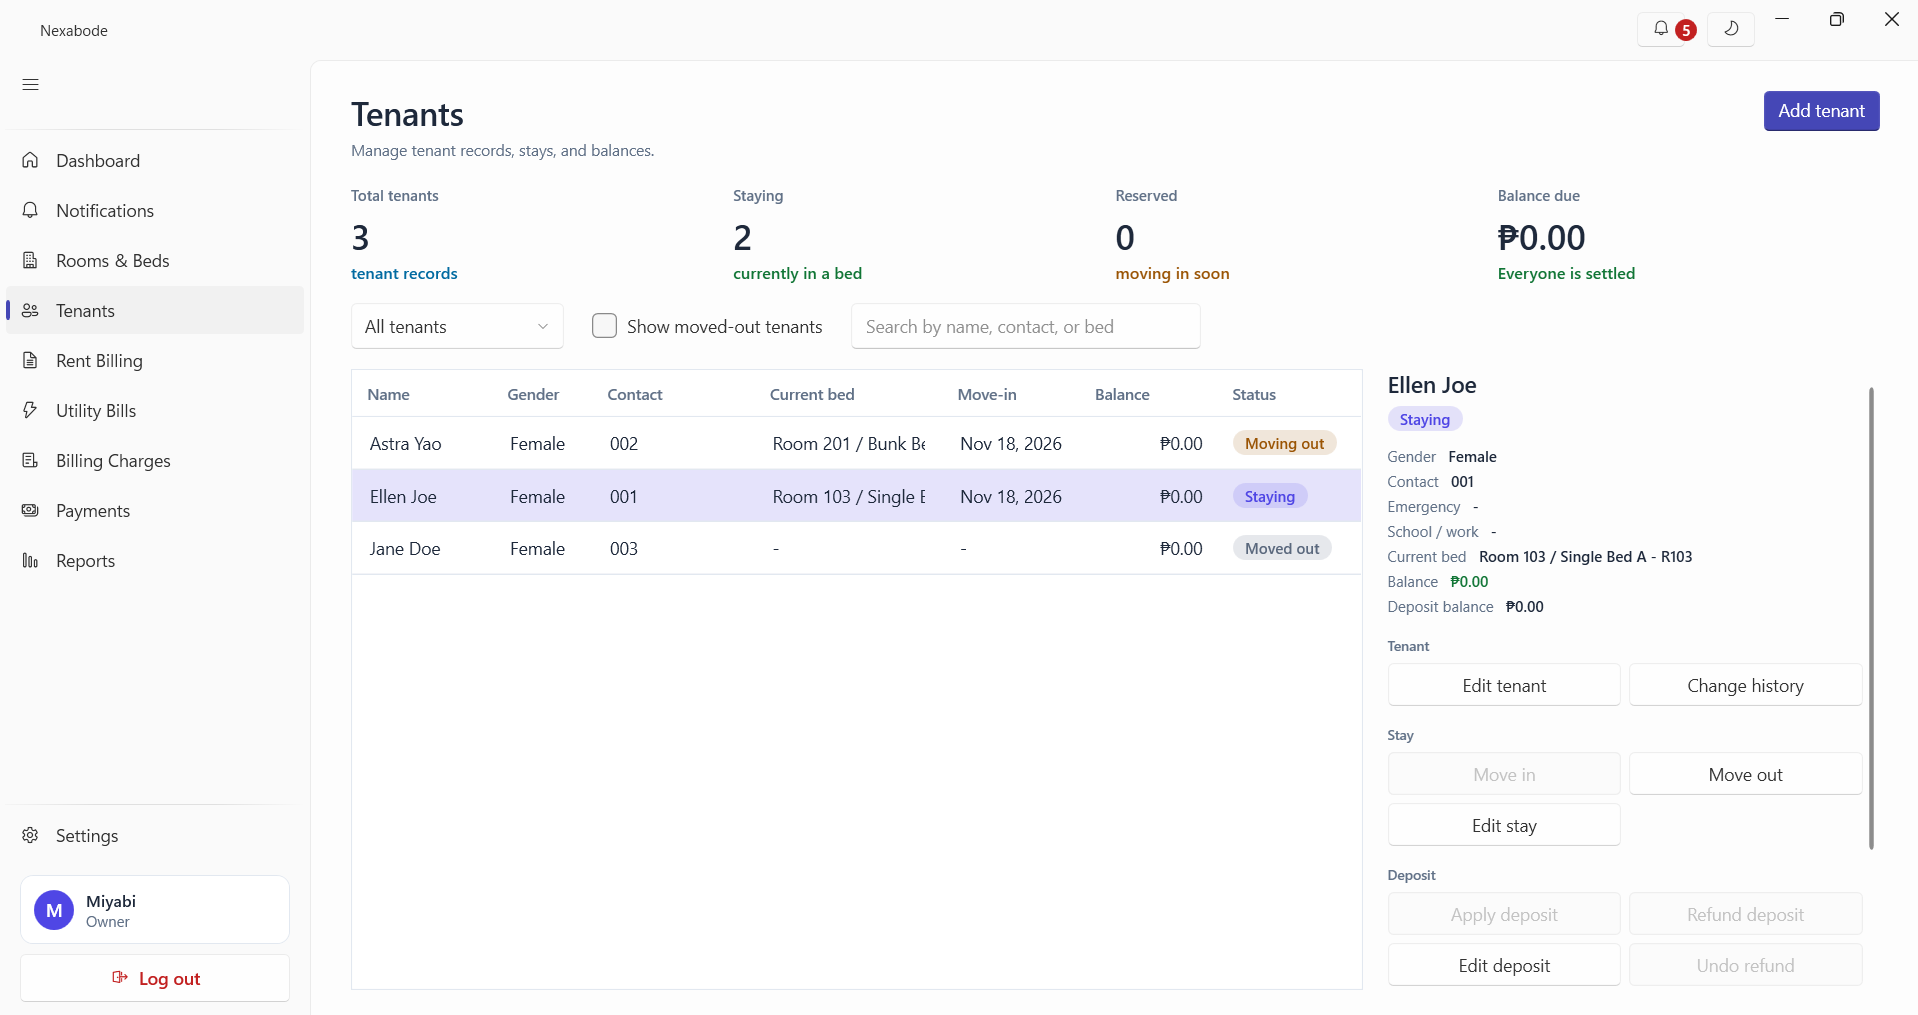 Nexabode
5
Dashboard
Notifications
Rooms & Beds
Tenants
Rent Billing
Utility Bills
Billing Charges
Payments
Reports
Settings
M
Miyabi
Owner
Log out
Tenants
Manage tenant records, stays, and balances.
Add tenant
Total tenants
3
tenant records
Staying
2
currently in a bed
Reserved
0
moving in soon
Balance due
₱0.00
Everyone is settled
All tenants
Show moved-out tenants
Search by name, contact, or bed
Name Gender Contact Current bed Move-in Balance Status
Astra Yao Female 002 Room 201 / Bunk Be Nov 18, 2026 ₱0.00 Moving out
Ellen Joe Female 001 Room 103 / Single Nov 18, 2026 ₱0.00 Staying
Jane Doe Female 003 - - ₱0.00 Moved out
Ellen Joe
Staying
Gender Female
Contact 001
Emergency -
School / work -
Current bed Room 103 / Single Bed A - R103
Balance ₱0.00
Deposit balance ₱0.00
Tenant
Edit tenant Change history
Stay
Move in Move out
Edit stay
Deposit
Apply deposit Refund deposit
Edit deposit Undo refund